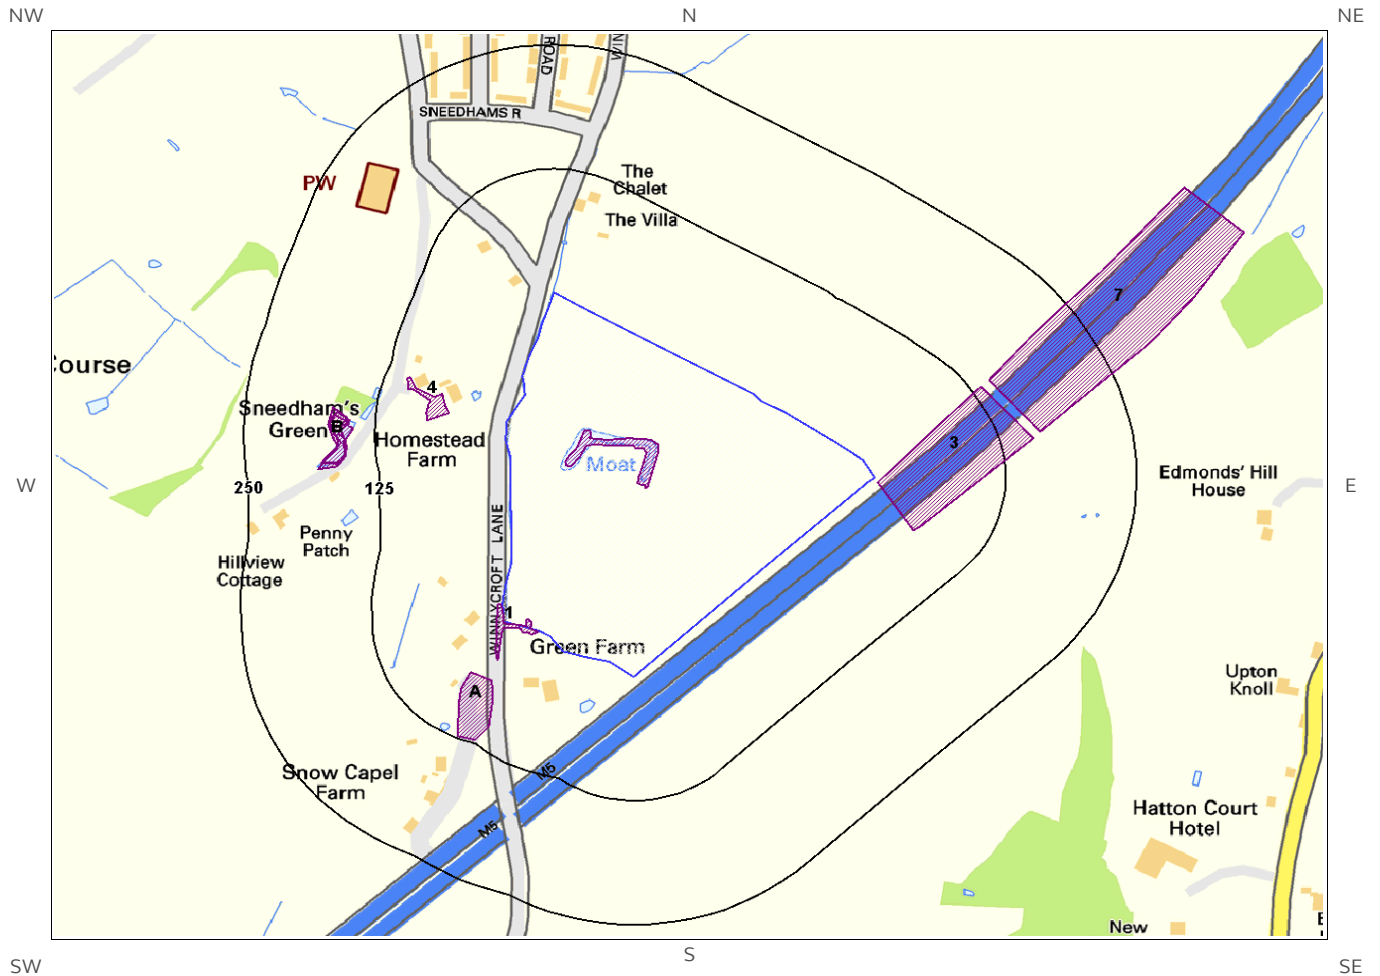 NW
N
NE
ROAD
WIN
SNEEDHAMS R
PW
The
Chalet
The Villa
7
Course
4
Sneedham's
Green
B
Homestead
Farm
3
Moat
W
250
125
Edmonds' Hill
House
E
Penny
Patch
WINNYCROFT LANE
Hillview
Cottage
1
Green Farm
A
Upton
Knoll
M5
Snow Capel
Farm
M5
Hatton Court
Hotel
New
SW
S
SE